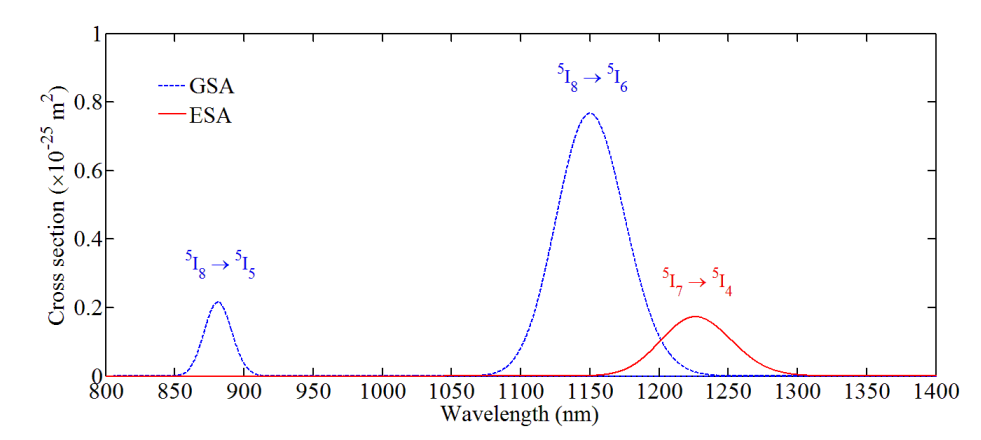 Cross section (×10⁻²⁵ m²)
1
0.8
0.6
0.4
0.2
0
GSA
ESA
⁵I₈ → ⁵I₆
⁵I₈ → ⁵I₅
⁵I₇ → ⁵I₄
800 850 900 950 1000 1050 1100 1150 1200 1250 1300 1350 1400
Wavelength (nm)